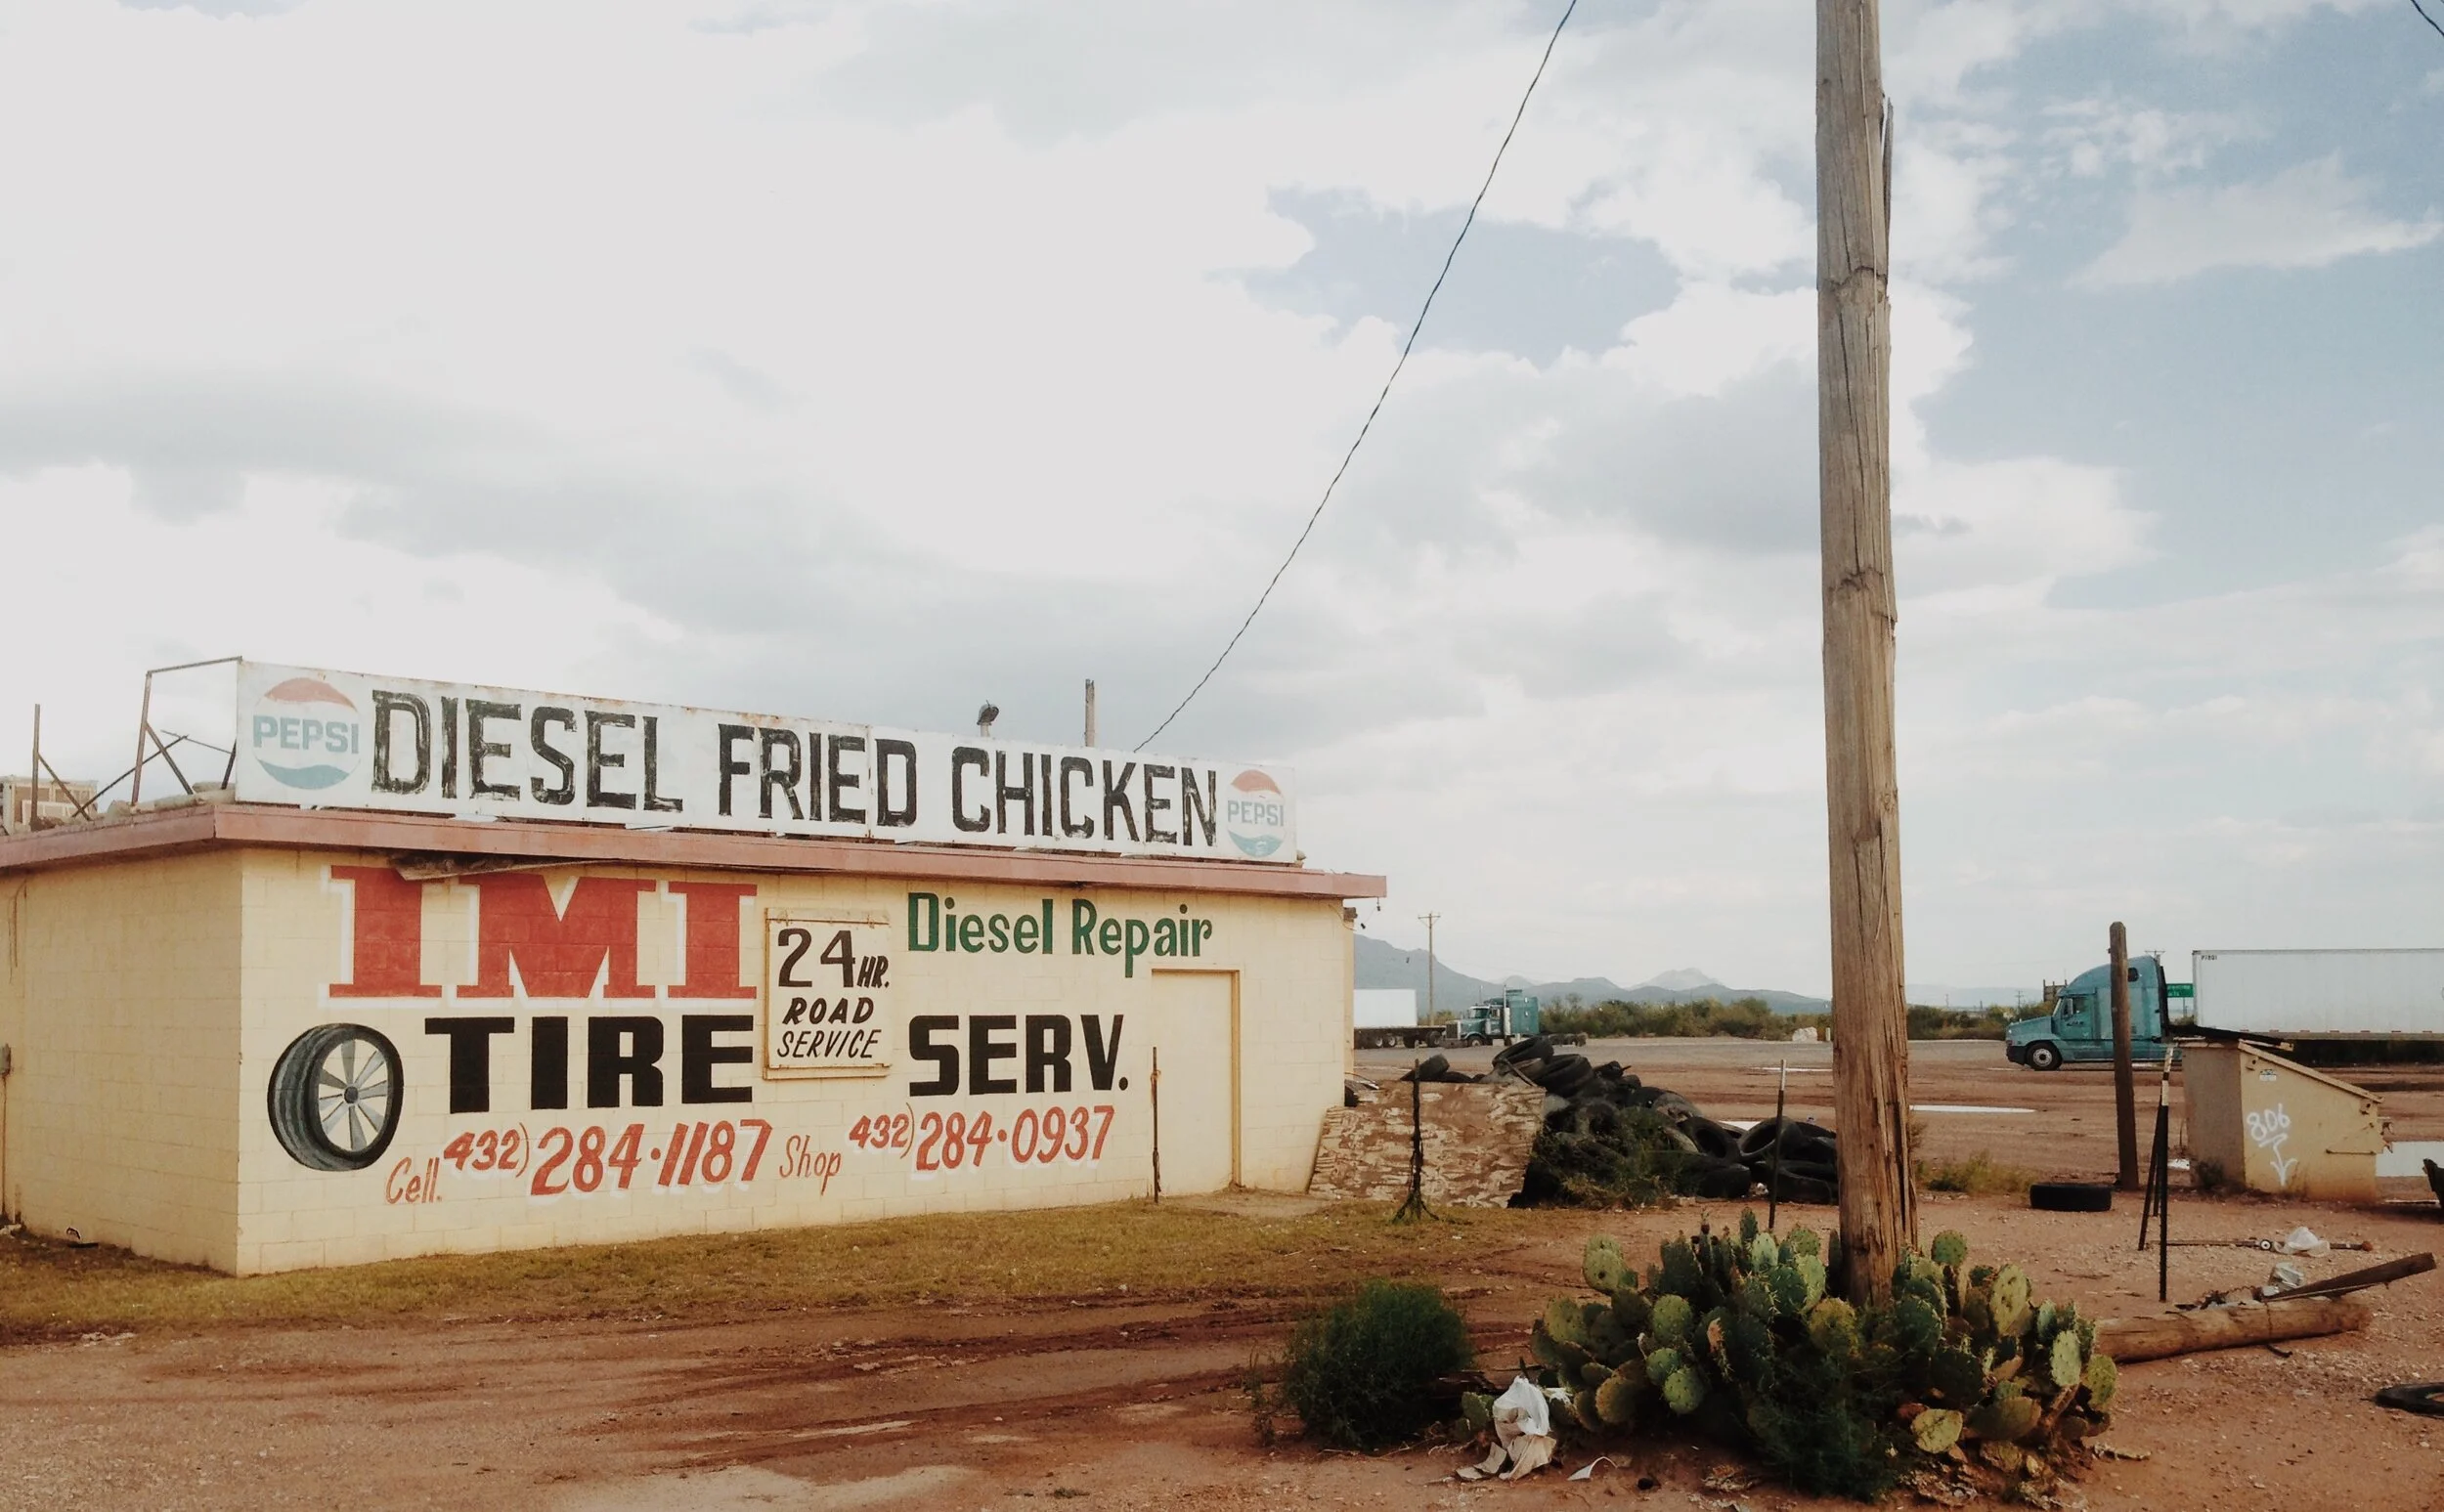 PEPSI DIESEL FRIED CHICKEN PEPSI
IMI
24 HR.
ROAD
SERVICE
Diesel Repair
TIRE SERV.
Cell. 432) 284·1187 Shop 432) 284·0937
806